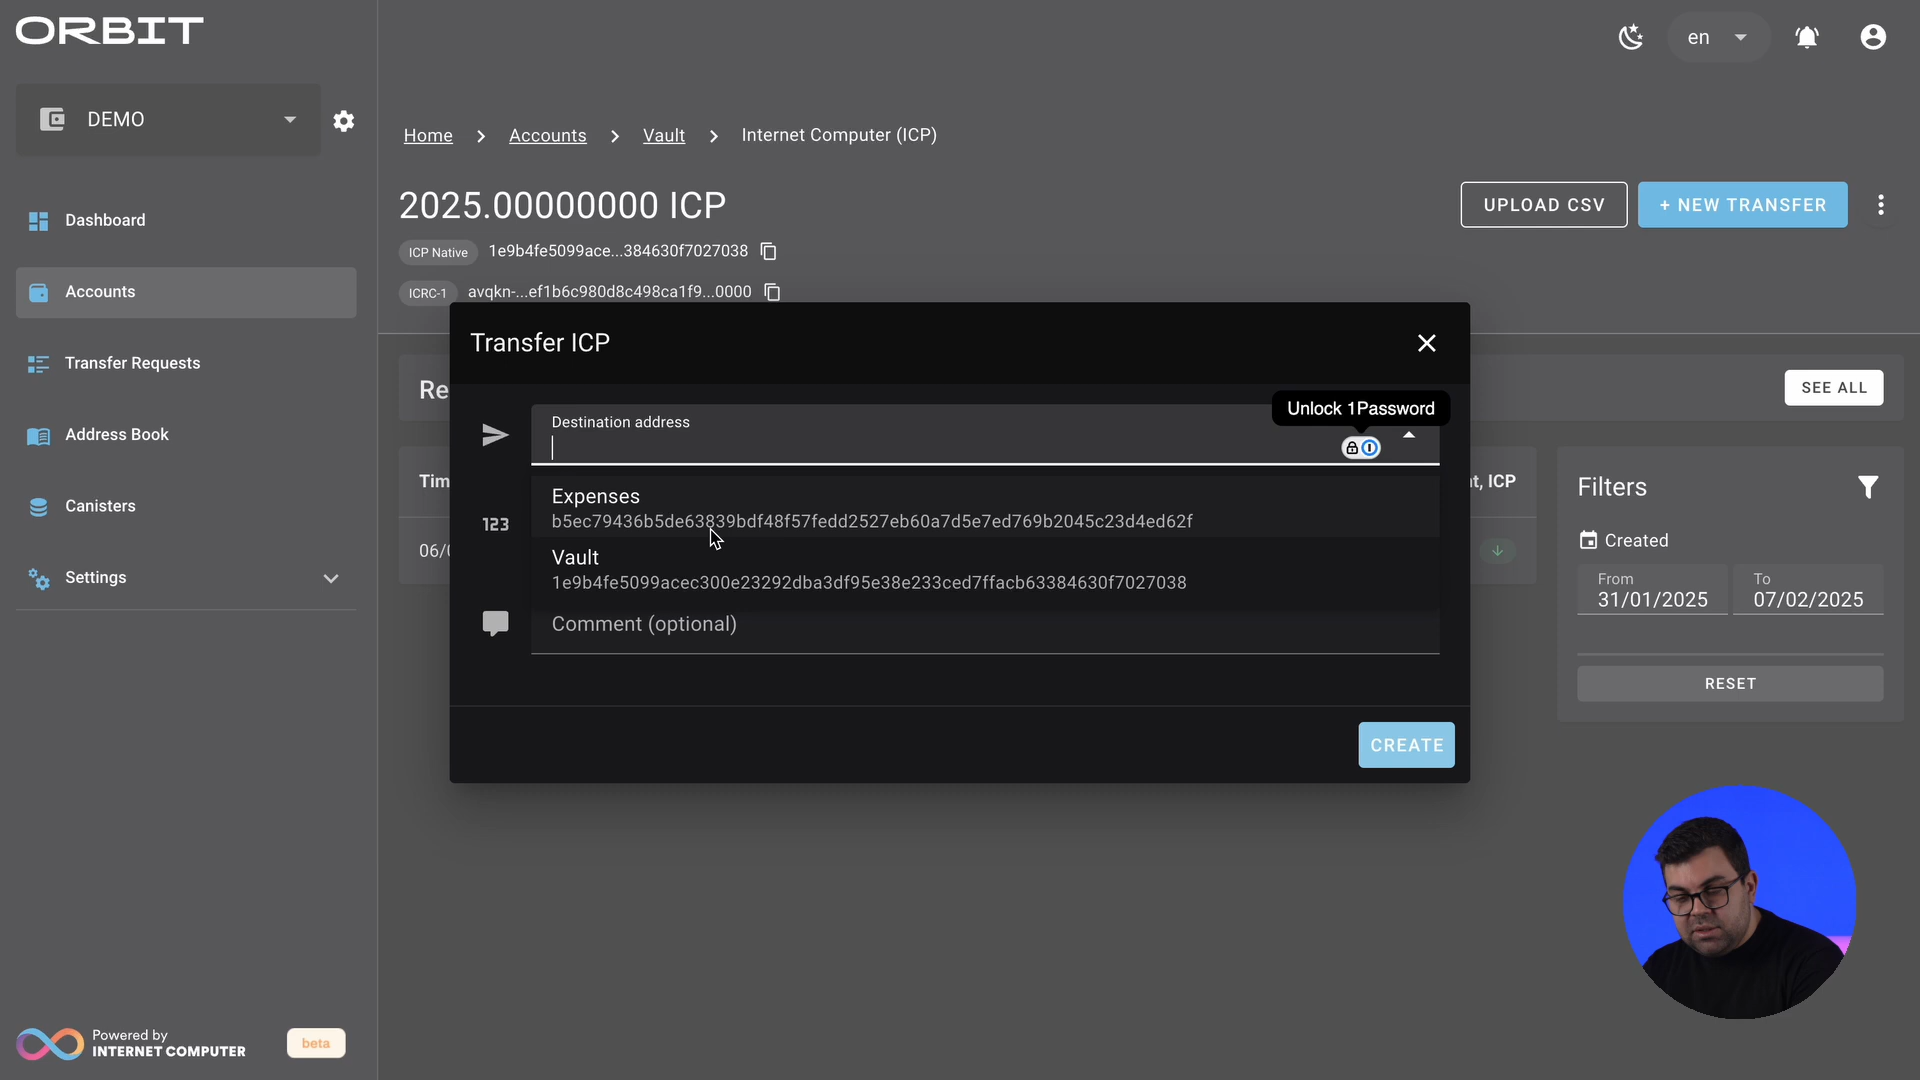 ORBIT
en
DEMO
Home
Accounts
Vault
Internet Computer (ICP)
2025.00000000 ICP
UPLOAD CSV
+ NEW TRANSFER
Dashboard
ICP Native
1e9b4fe5099ace...384630f7027038
Accounts
ICRC-1
avqkn-...ef1b6c980d8c498ca1f9...0000
Transfer ICP
Transfer Requests
Re
SEE ALL
Unlock 1Password
Destination address
Address Book
Tim
t, ICP
Filters
Expenses
b5ec79436b5de63839bdf48f57fedd2527eb60a7d5e7ed769b2045c23d4ed62f
123
Canisters
06/0
Created
Vault
1e9b4fe5099acec300e23292dba3df95e38e233ced7ffacb63384630f7027038
Settings
From
31/01/2025
To
07/02/2025
Comment (optional)
RESET
CREATE
Powered by
INTERNET COMPUTER
beta